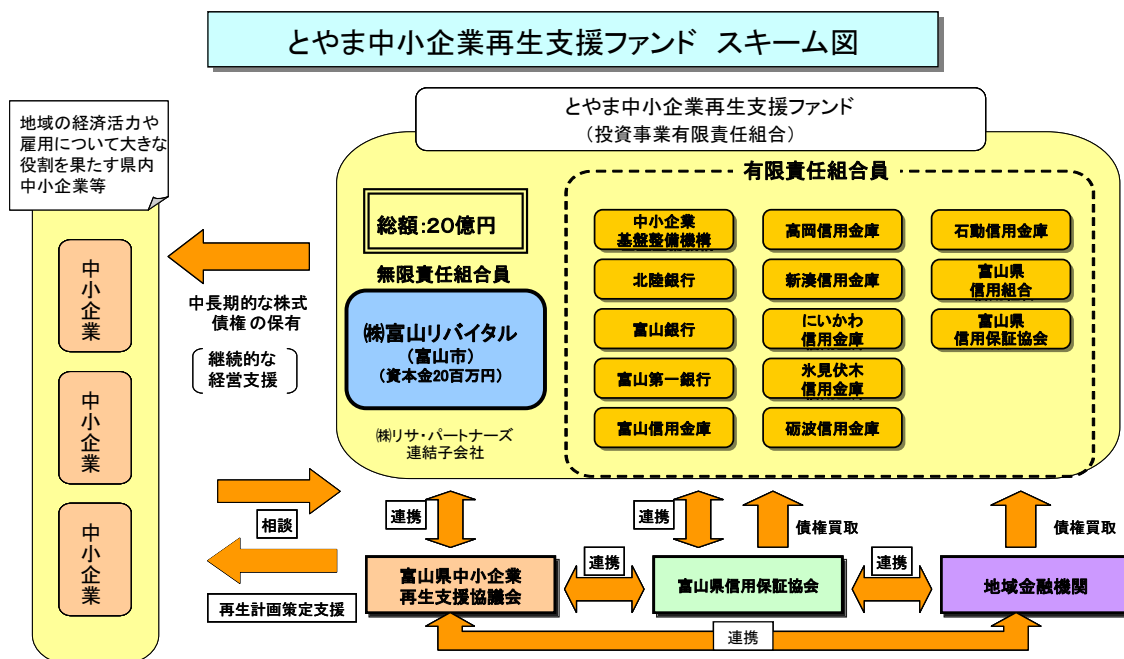 とやま中小企業再生支援ファンド スキーム図
地域の経済活力や
雇用について大きな
役割を果たす県内
中小企業等
中小企業
中小企業
中小企業
中長期的な株式
債権の保有
継続的な
経営支援
とやま中小企業再生支援ファンド
（投資事業有限責任組合）
総額：20億円
無限責任組合員
㈱富山リバイタル
（富山市）
（資本金20百万円）
㈱リサ・パートナーズ
連結子会社
有限責任組合員
中小企業
基盤整備機構
北陸銀行
富山銀行
富山第一銀行
富山信用金庫
高岡信用金庫
新湊信用金庫
にいかわ
信用金庫
氷見伏木
信用金庫
砺波信用金庫
石動信用金庫
富山県
信用組合
富山県
信用保証協会
相談
再生計画策定支援
連携
連携
債権買取
債権買取
富山県中小企業
再生支援協議会
連携
富山県信用保証協会
連携
地域金融機関
連携